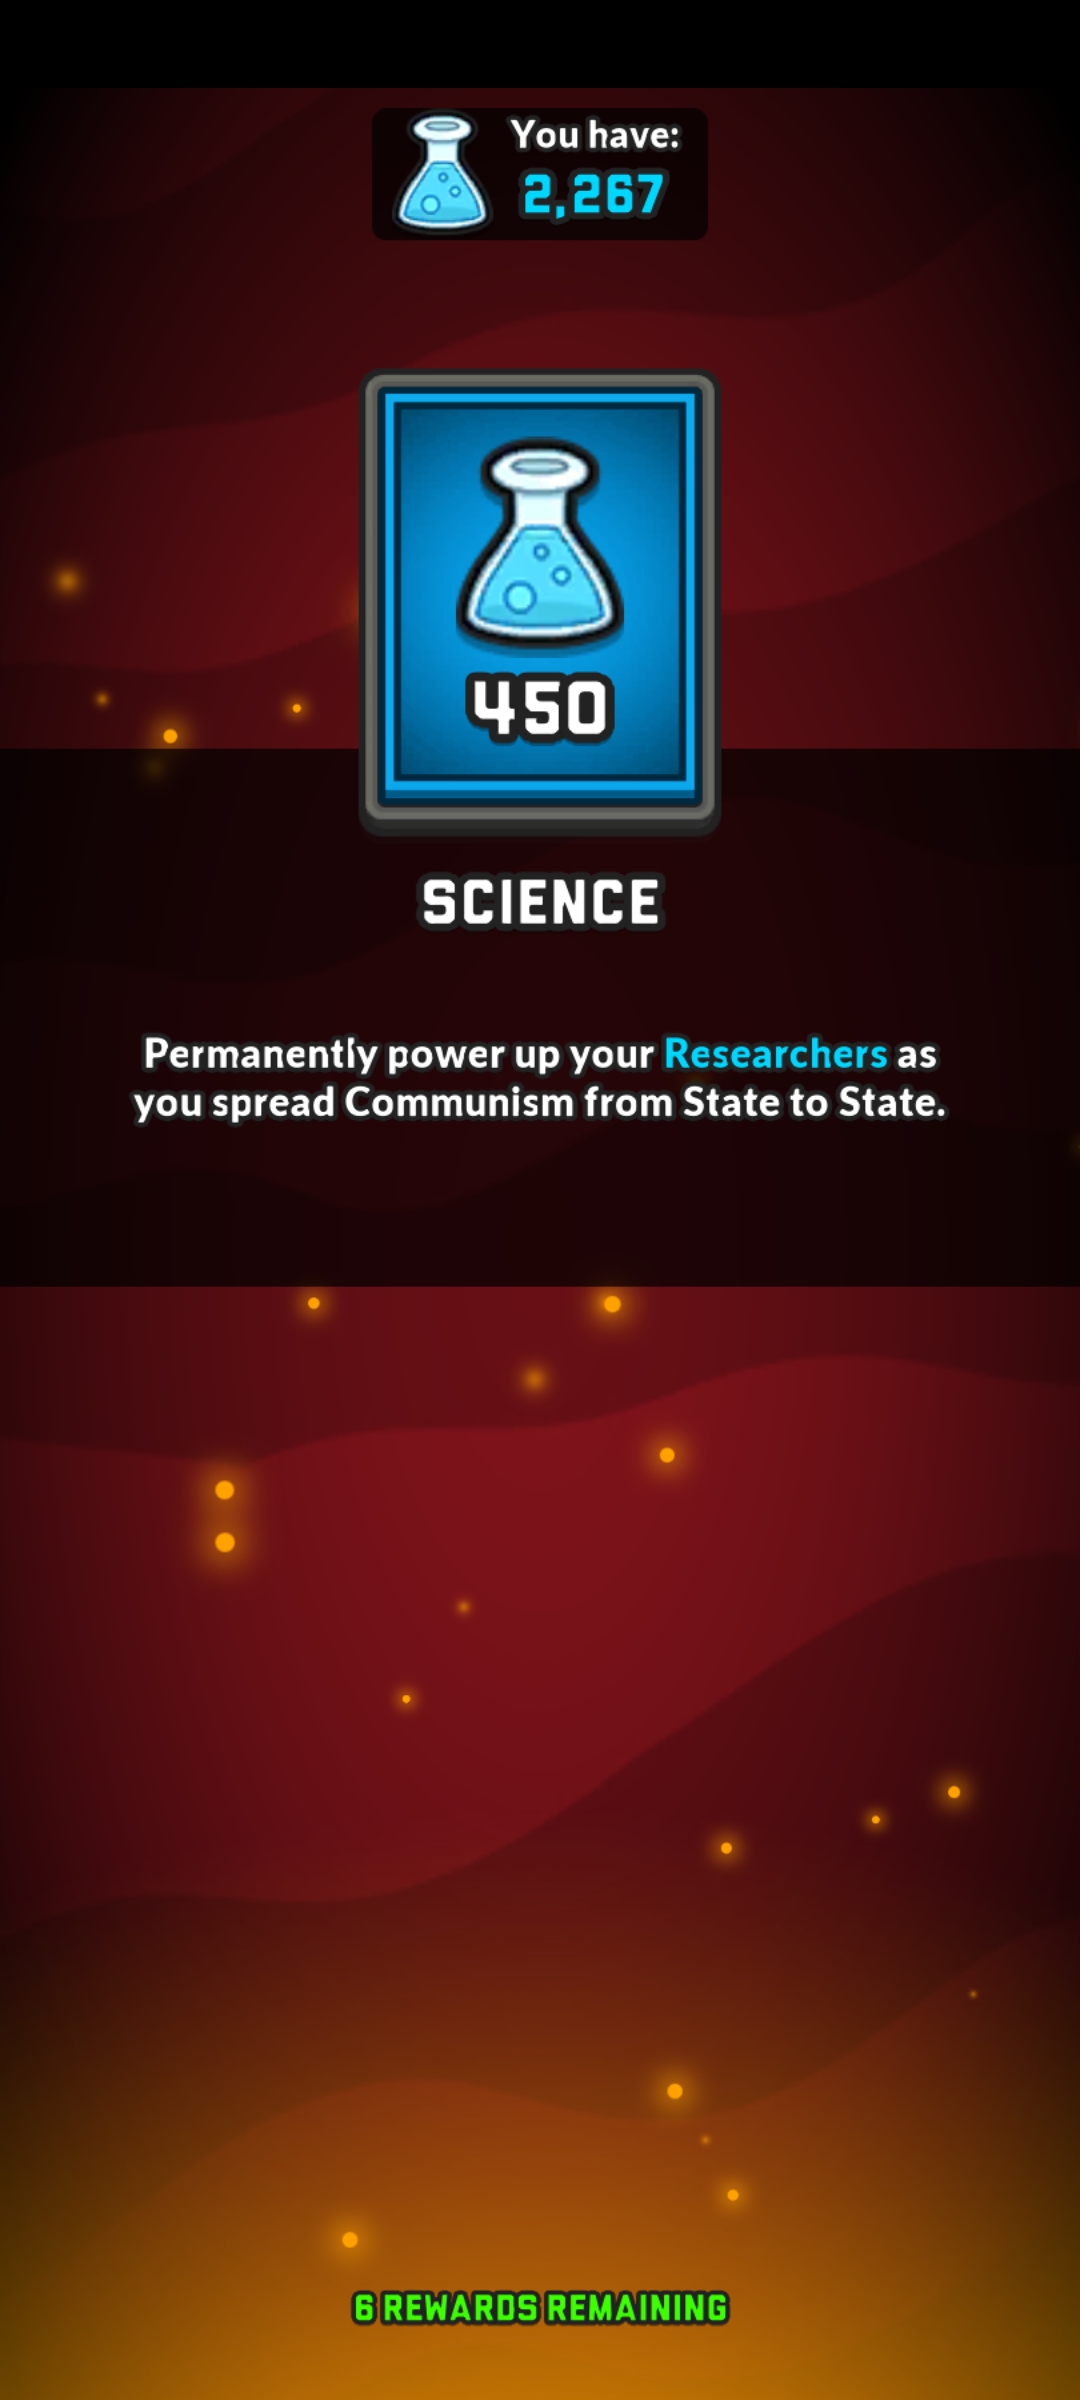 You have:
2,267
450
SCIENCE
Permanently power up your Researchers as
you spread Communism from State to State.
6 REWARDS REMAINING